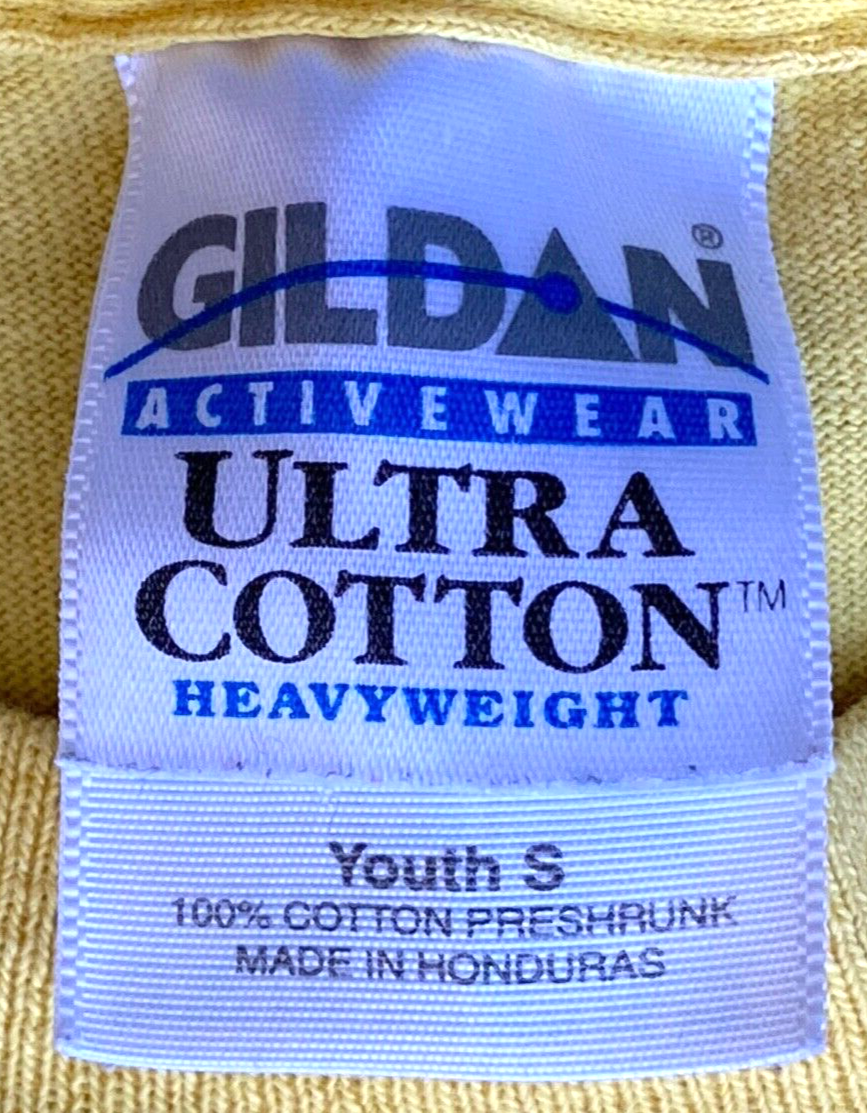 GILDAN®
ACTIVEWEAR
ULTRA
COTTON™
HEAVYWEIGHT
Youth S
100% COTTON PRESHRUNK
MADE IN HONDURAS